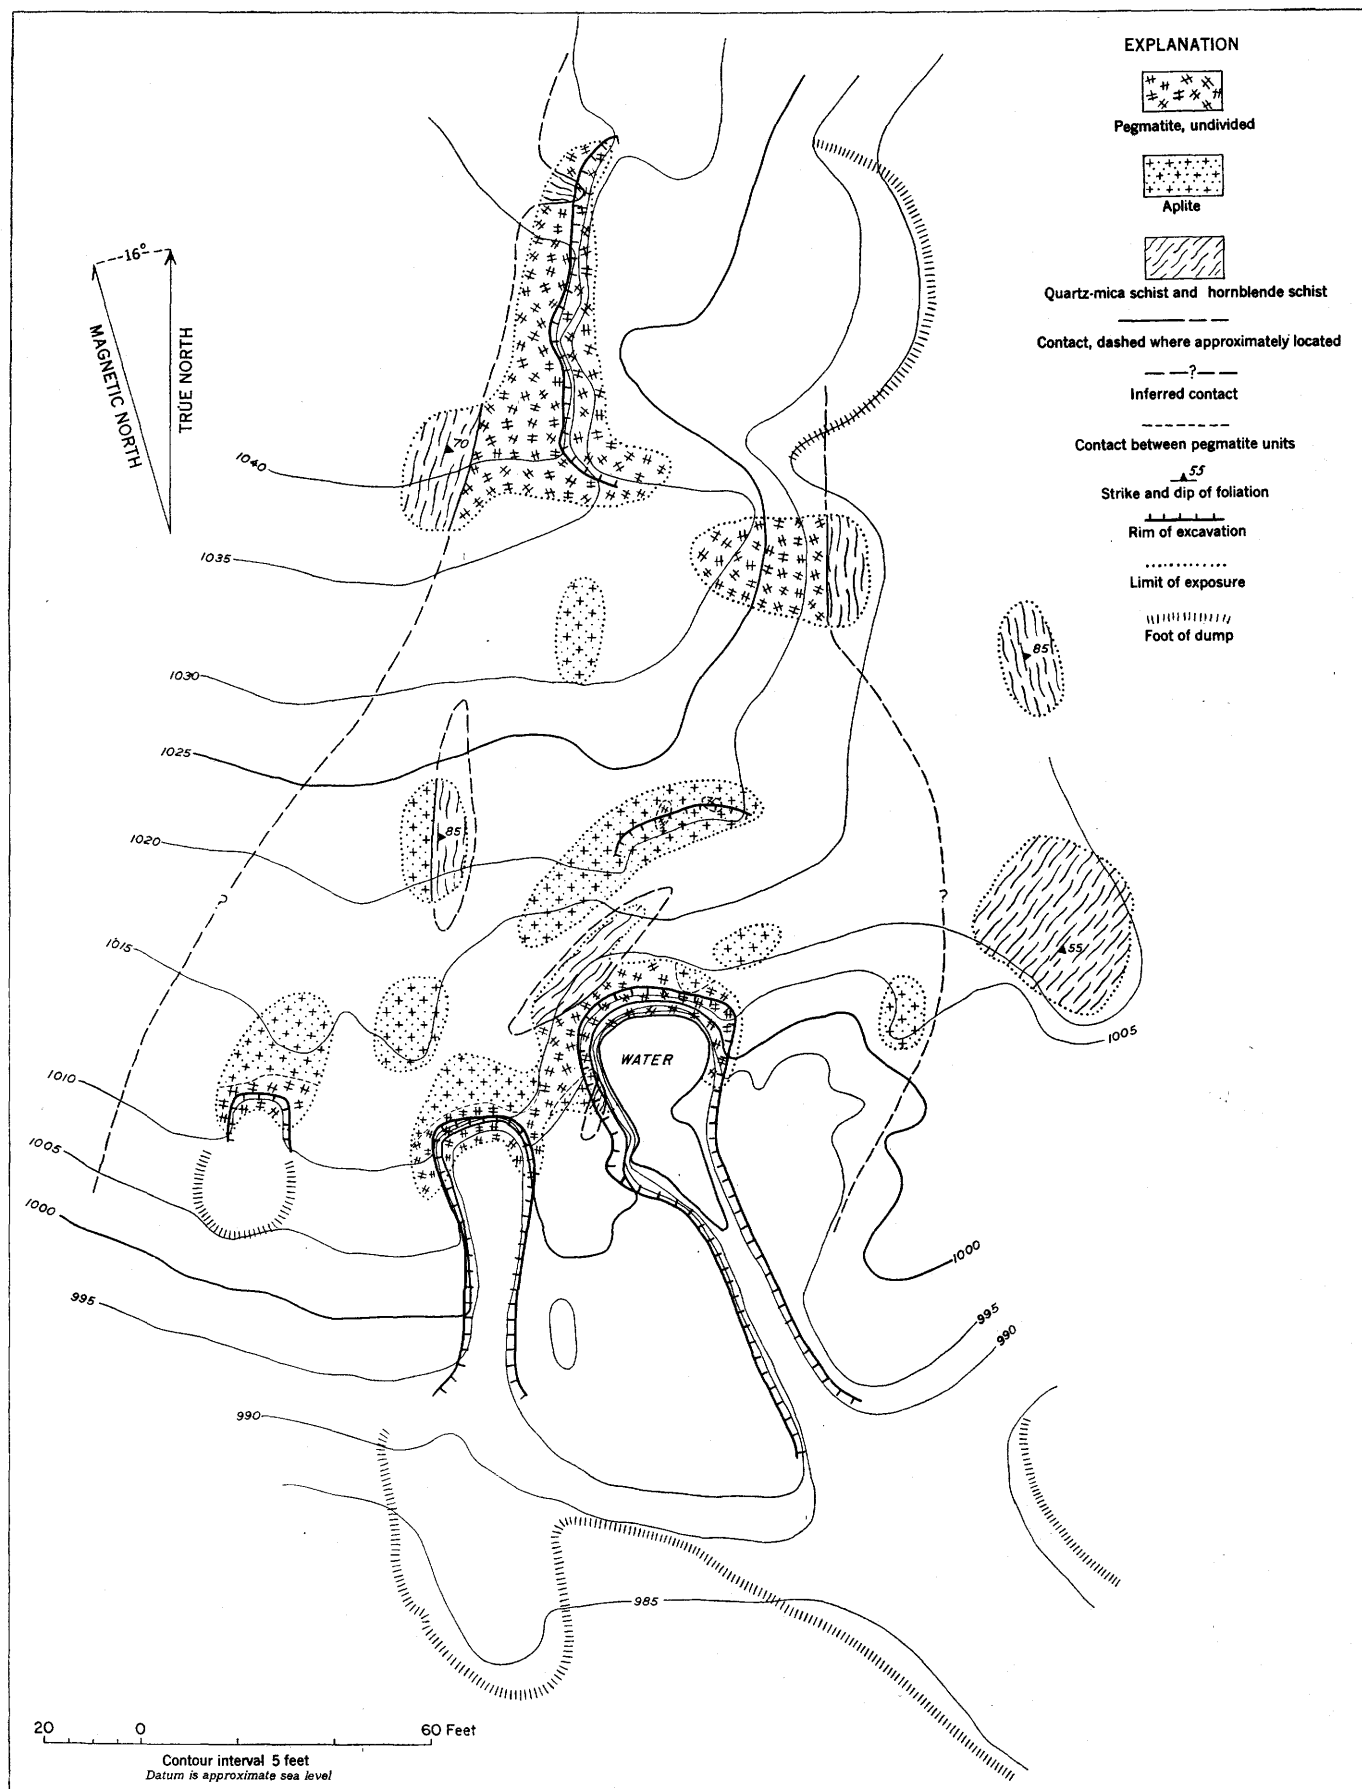 EXPLANATION
Pegmatite, undivided
Aplite
Quartz-mica schist and hornblende schist
Contact, dashed where approximately located
?
Inferred contact
Contact between pegmatite units
55
Strike and dip of foliation
Rim of excavation
Limit of exposure
Foot of dump
16°
MAGNETIC NORTH
TRUE NORTH
70
1040
1035
85
1030
1025
1020
85
?
?
1015
55
1005
WATER
1010
1005
1000
1000
995
995
990
990
985
20 0 60 Feet
Contour interval 5 feet
Datum is approximate sea level